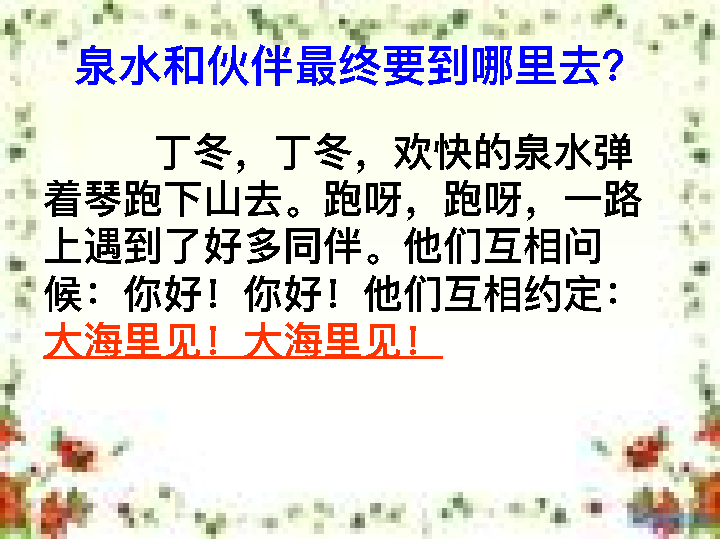 泉水和伙伴最终要到哪里去？
丁冬，丁冬，欢快的泉水弹
着琴跑下山去。跑呀，跑呀，一路
上遇到了好多同伴。他们互相问
候：你好！你好！他们互相约定：
大海里见！大海里见！